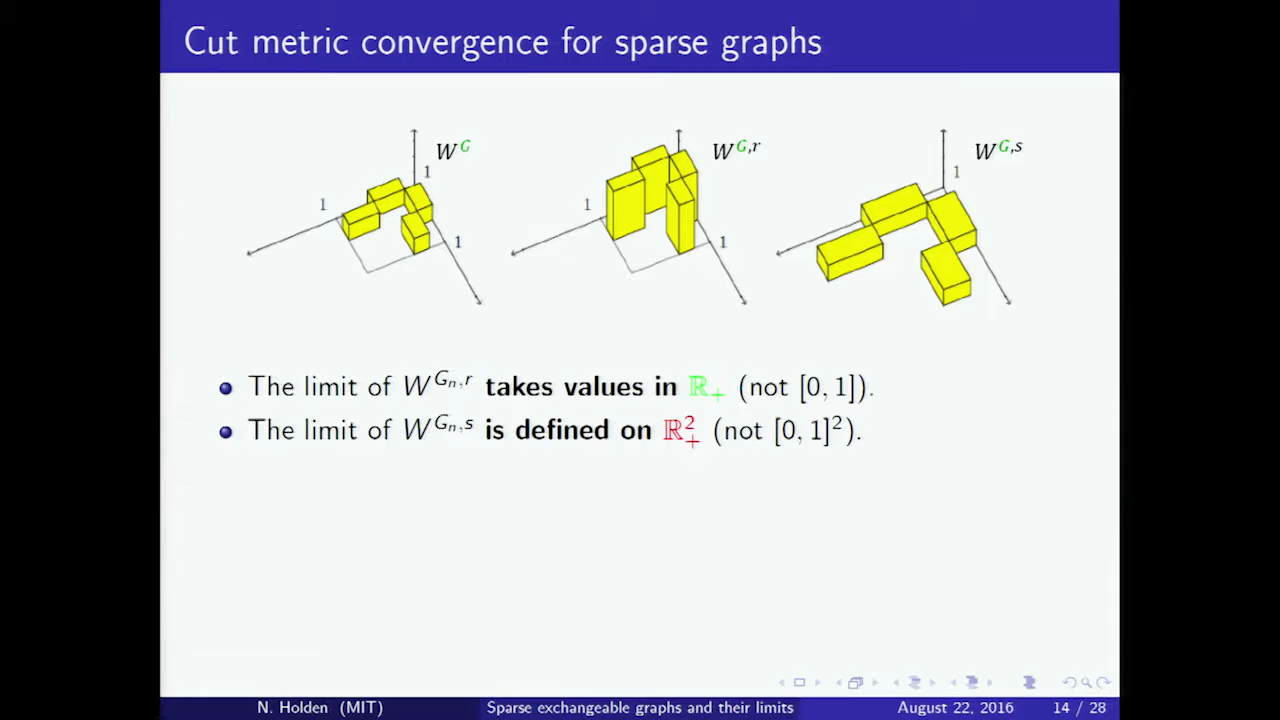 Cut metric convergence for sparse graphs
W^G
1
1
1
W^{G,r}
1
1
W^{G,s}
1
The limit of W^{G_n,r} takes values in ℝ_+ (not [0, 1]).
The limit of W^{G_n,s} is defined on ℝ_+^2 (not [0, 1]^2).
N. Holden (MIT) Sparse exchangeable graphs and their limits August 22, 2016 14 / 28